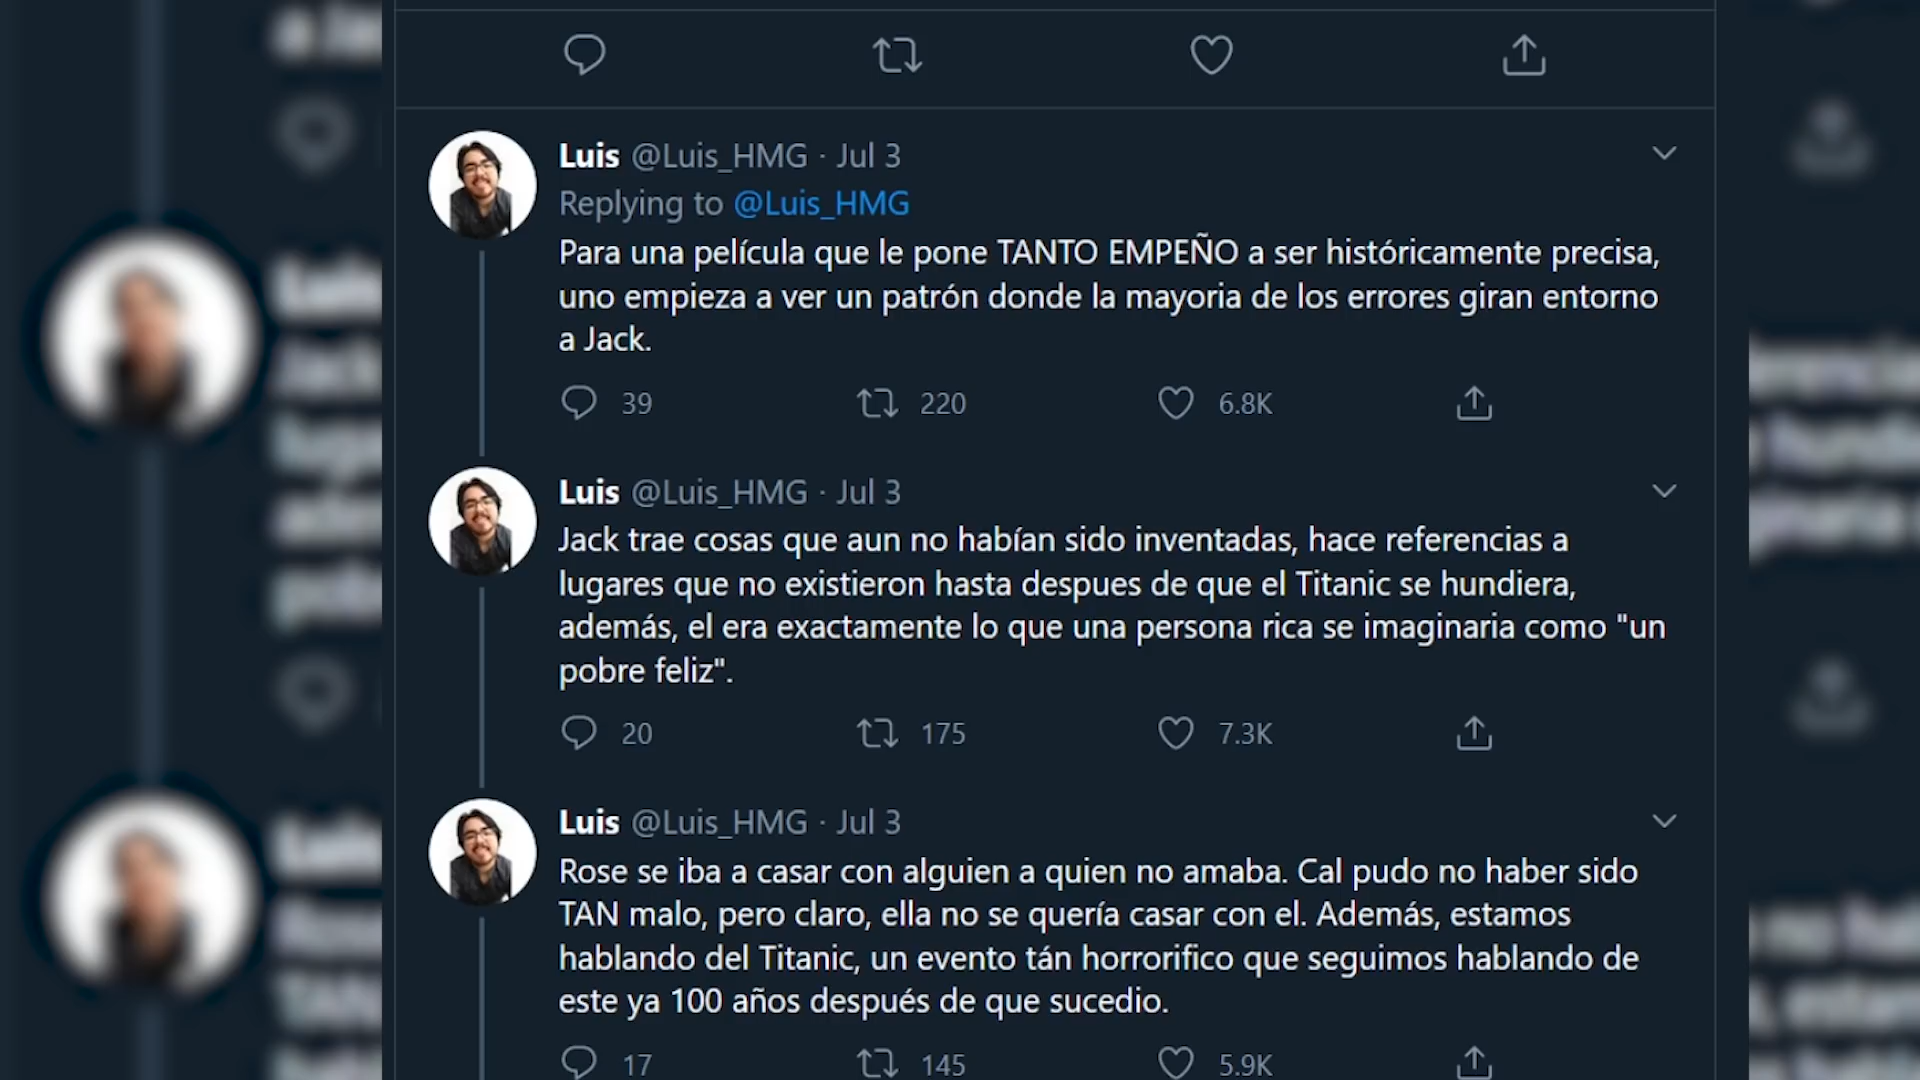 Luis @Luis_HMG · Jul 3
Replying to @Luis_HMG
Para una película que le pone TANTO EMPEÑO a ser históricamente precisa,
uno empieza a ver un patrón donde la mayoria de los errores giran entorno
a Jack.
39 220 6.8K
Luis @Luis_HMG · Jul 3
Jack trae cosas que aun no habían sido inventadas, hace referencias a
lugares que no existieron hasta despues de que el Titanic se hundiera,
además, el era exactamente lo que una persona rica se imaginaria como "un
pobre feliz".
20 175 7.3K
Luis @Luis_HMG · Jul 3
Rose se iba a casar con alguien a quien no amaba. Cal pudo no haber sido
TAN malo, pero claro, ella no se quería casar con el. Además, estamos
hablando del Titanic, un evento tán horrorifico que seguimos hablando de
este ya 100 años después de que sucedio.
17 145 5.9K